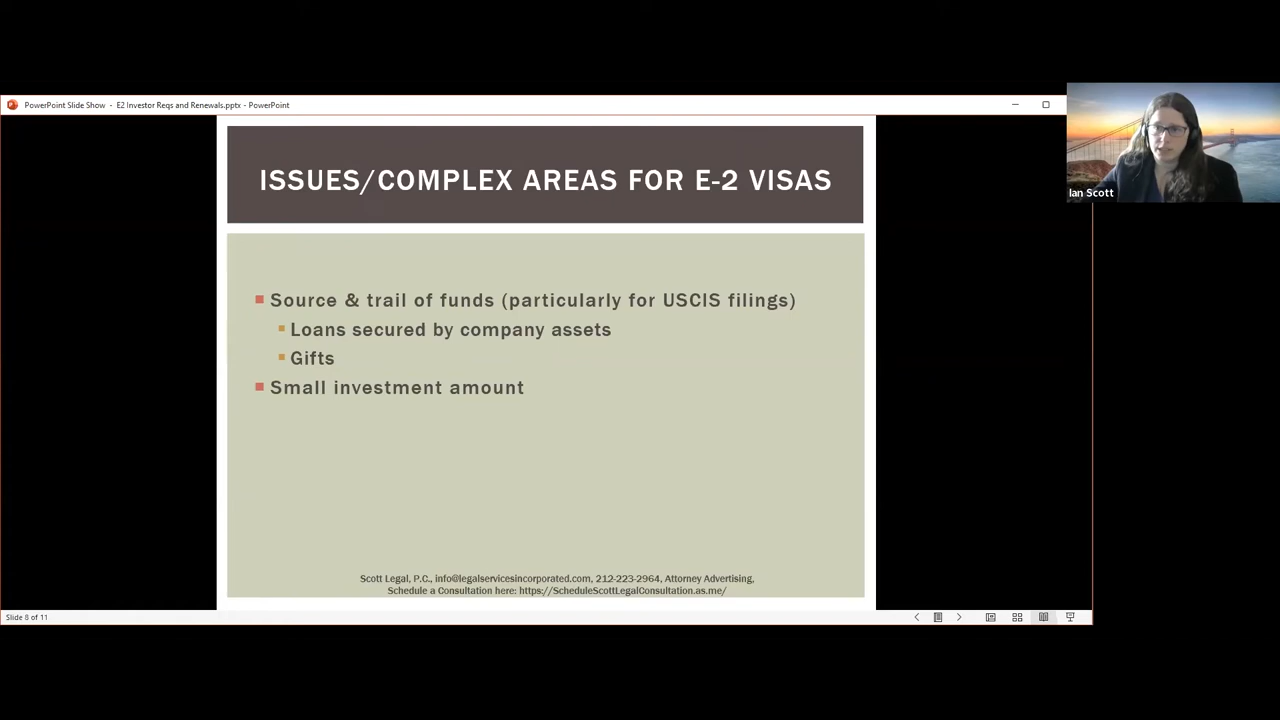 PowerPoint Slide Show - E2 Investor Reqs and Renewals.pptx - PowerPoint
ISSUES/COMPLEX AREAS FOR E-2 VISAS
Ian Scott
Source & trail of funds (particularly for USCIS filings)
Loans secured by company assets
Gifts
Small investment amount
Scott Legal, P.C., info@legalservicesincorporated.com, 212-223-2964, Attorney Advertising,
Schedule a Consultation here: https://ScheduleScottLegalConsultation.as.me/
Slide 8 of 11